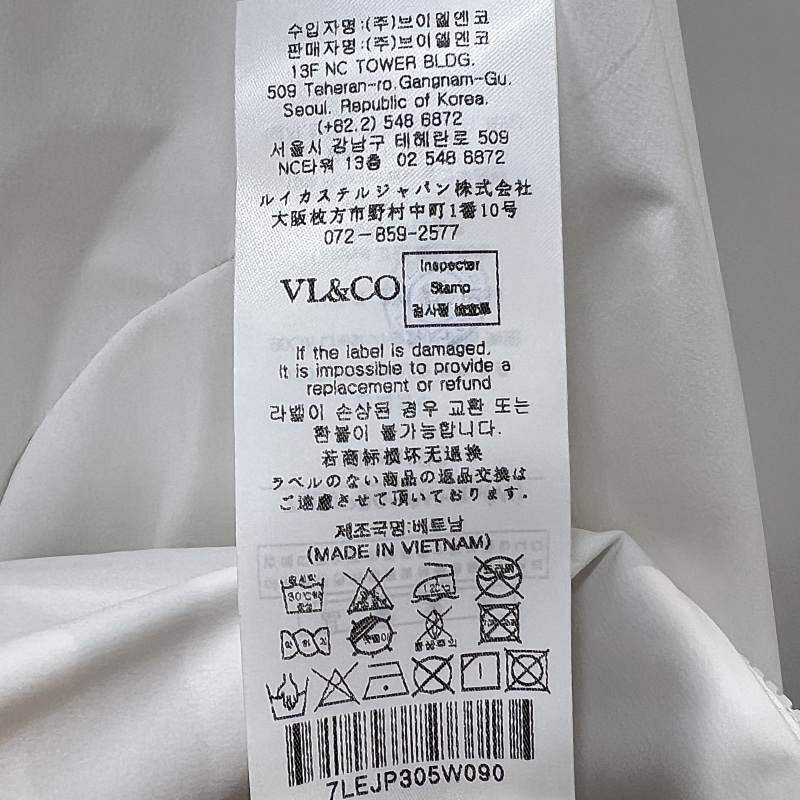 수입자명:(주)브이엘엔코
판매자명:(주)브이엘엔코
13F NC TOWER BLDG.
509 Teheran-ro,Gangnam-Gu,
Seoul, Republic of Korea.
(+82.2) 548 6872
서울시 강남구 테헤란로 509
NC타워 13층 02 548 6872
ルイカステルジャパン株式会社
大阪枚方市野村中町1番10号
072-859-2577
VL&CO
Inspecter
Stamp
검사필
If the label is damaged,
it is impossible to provide a
replacement or refund
라벨이 손상된 경우 교환 또는
환불이 불가능합니다.
若商标损坏无退换
ラベルのない商品の返品交換は
ご遠慮させて頂いております。
제조국명:베트남
(MADE IN VIETNAM)
30℃
120℃
7LEJP305W090